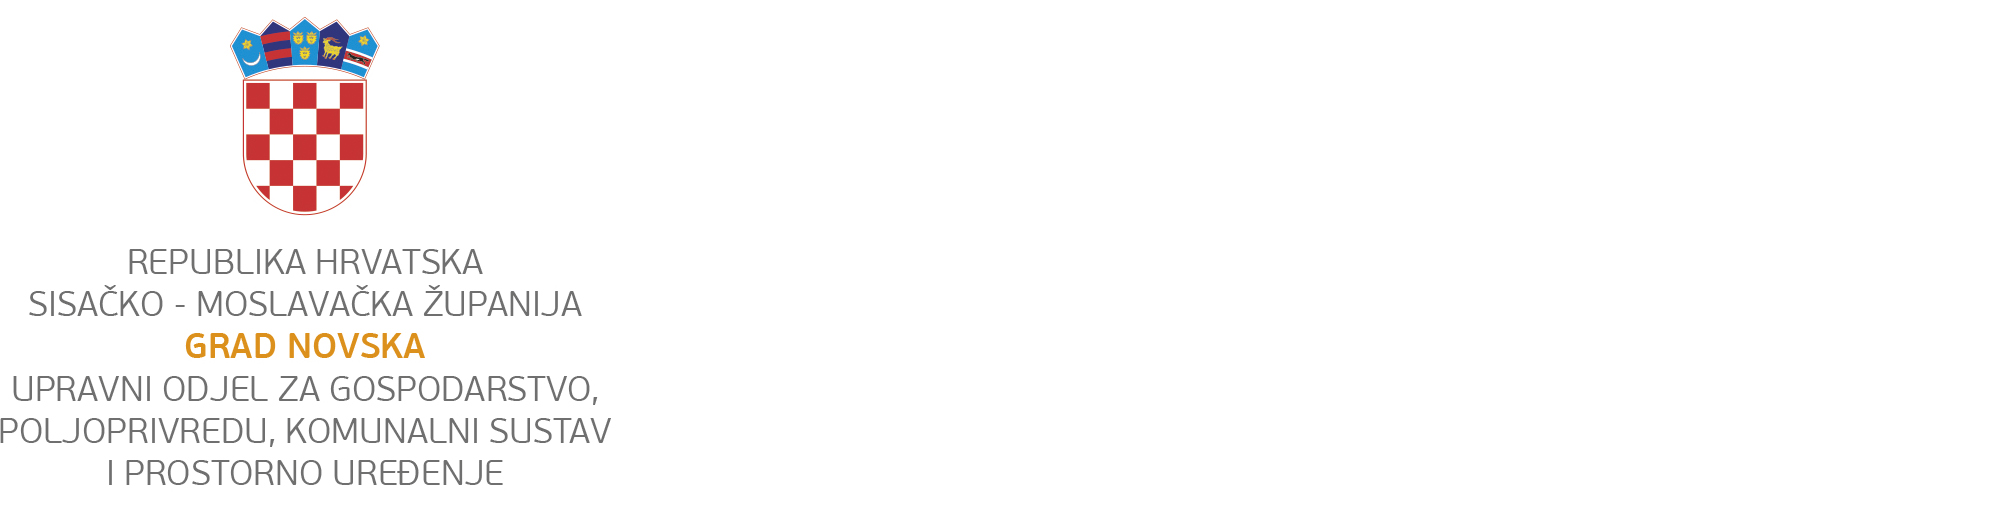 REPUBLIKA HRVATSKA
SISAČKO - MOSLAVAČKA ŽUPANIJA
GRAD NOVSKA
UPRAVNI ODJEL ZA GOSPODARSTVO,
POLJOPRIVREDU, KOMUNALNI SUSTAV
I PROSTORNO UREĐENJE